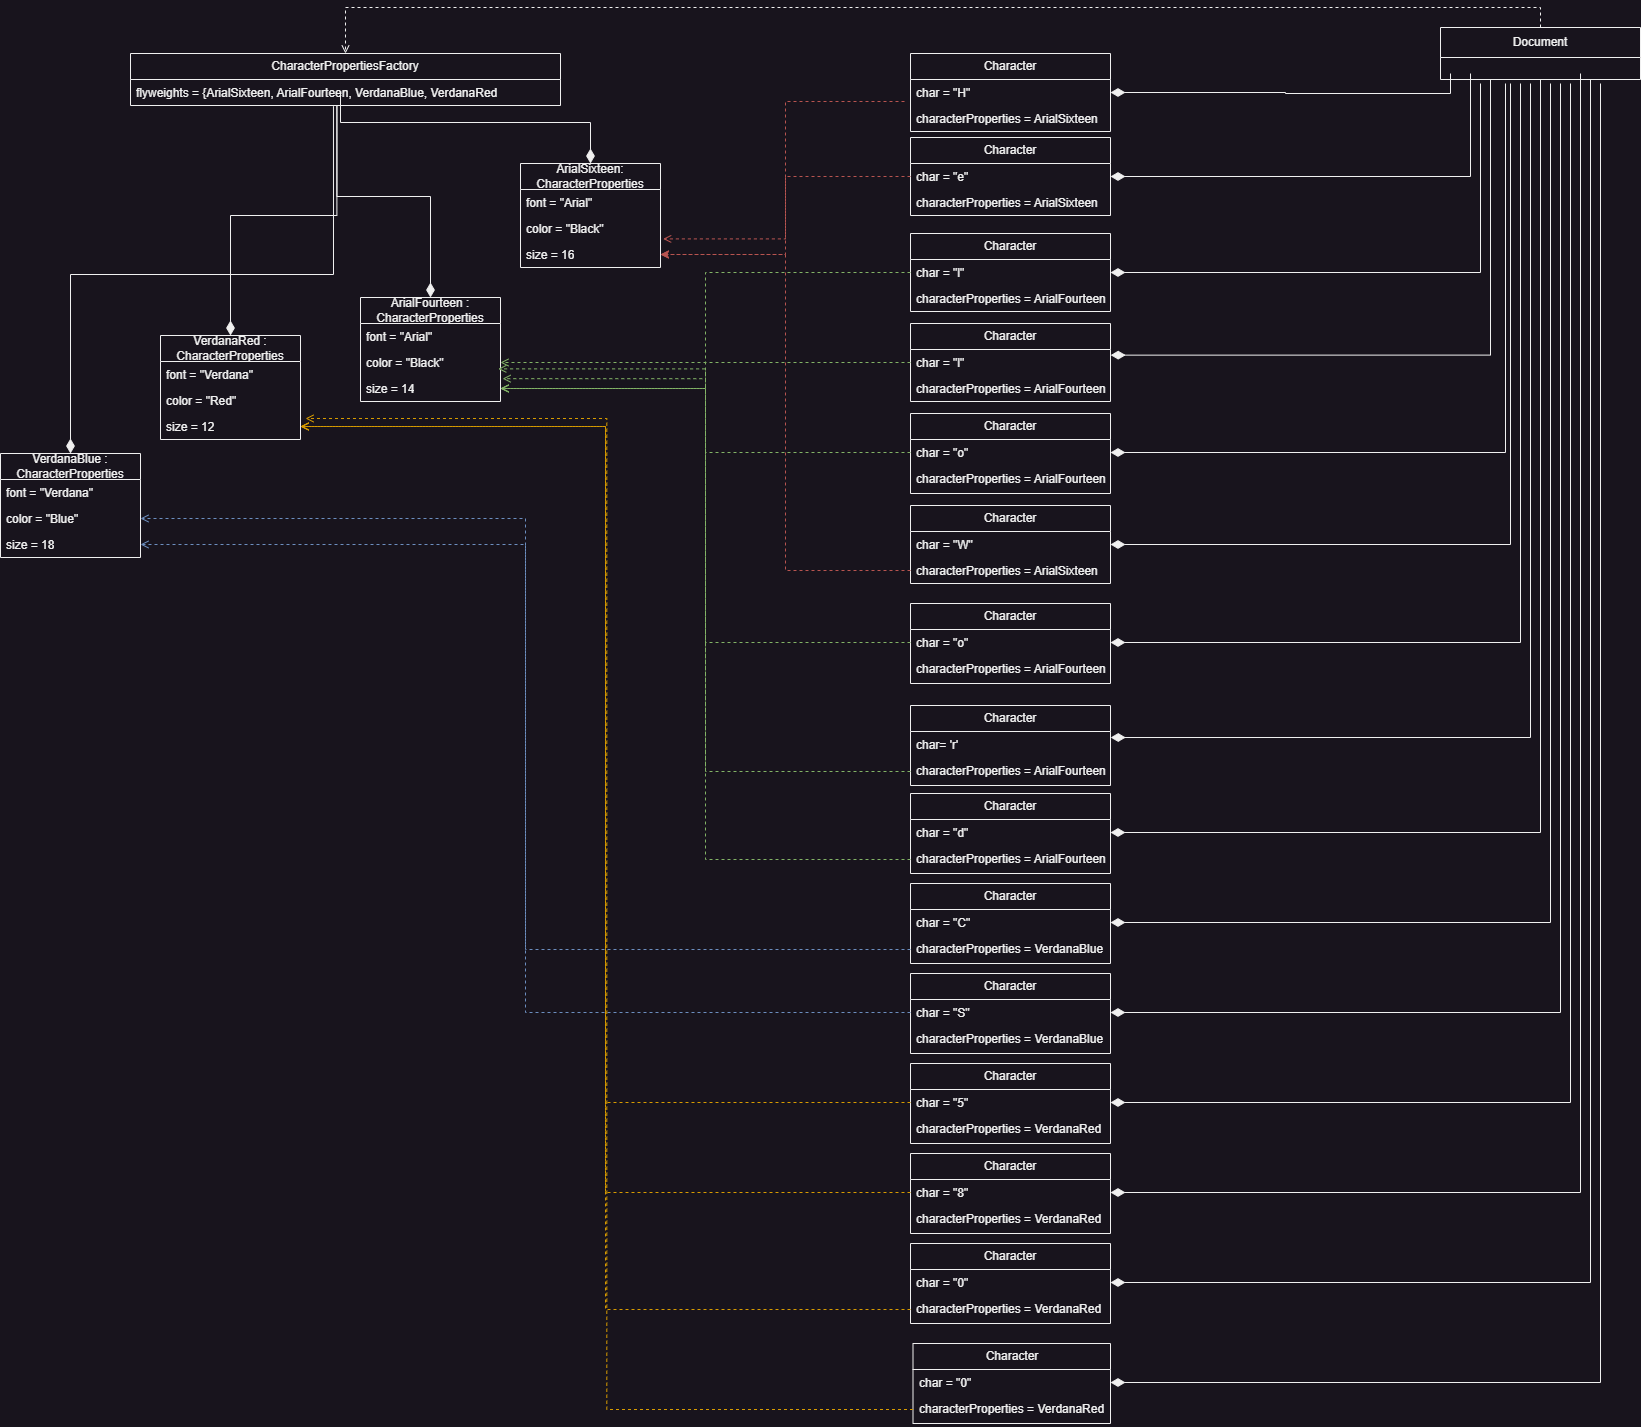 Document
CharacterPropertiesFactory
flyweights = {ArialSixteen, ArialFourteen, VerdanaBlue, VerdanaRed
ArialSixteen:
CharacterProperties
font = "Arial"
color = "Black"
size = 16
ArialFourteen :
CharacterProperties
font = "Arial"
color = "Black"
size = 14
VerdanaRed :
CharacterProperties
font = "Verdana"
color = "Red"
size = 12
VerdanaBlue :
CharacterProperties
font = "Verdana"
color = "Blue"
size = 18
Character
char = "H"
characterProperties = ArialSixteen
Character
char = "e"
characterProperties = ArialSixteen
Character
char = "l"
characterProperties = ArialFourteen
Character
char = "l"
characterProperties = ArialFourteen
Character
char = "o"
characterProperties = ArialFourteen
Character
char = "W"
characterProperties = ArialSixteen
Character
char = "o"
characterProperties = ArialFourteen
Character
char= 'r'
characterProperties = ArialFourteen
Character
char = "d"
characterProperties = ArialFourteen
Character
char = "C"
characterProperties = VerdanaBlue
Character
char = "S"
characterProperties = VerdanaBlue
Character
char = "5"
characterProperties = VerdanaRed
Character
char = "8"
characterProperties = VerdanaRed
Character
char = "0"
characterProperties = VerdanaRed
Character
char = "0"
characterProperties = VerdanaRed